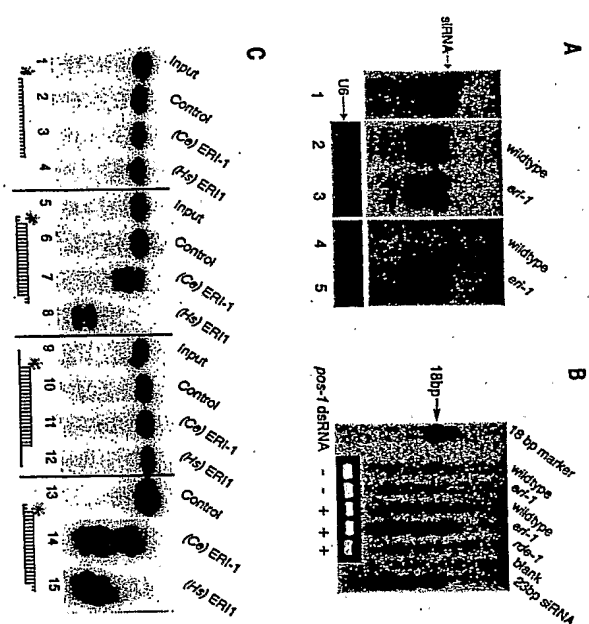 A
wildtype
eri-1
wildtype
eri-1
siRNA→
U6→
1 2 3 4 5
B
18 bp marker
wildtype
eri-1
wildtype
eri-1
rde-1
blank
23bp siRNA
18bp→
pos-1 dsRNA - - + + +
C
Input
Control
(Ce) ERI-1
(Hs) ERI1
Input
Control
(Ce) ERI-1
(Hs) ERI1
Input
Control
(Ce) ERI-1
(Hs) ERI1
Control
(Ce) ERI-1
(Hs) ERI1
1 2 3 4 5 6 7 8 9 10 11 12 13 14 15
* * * *